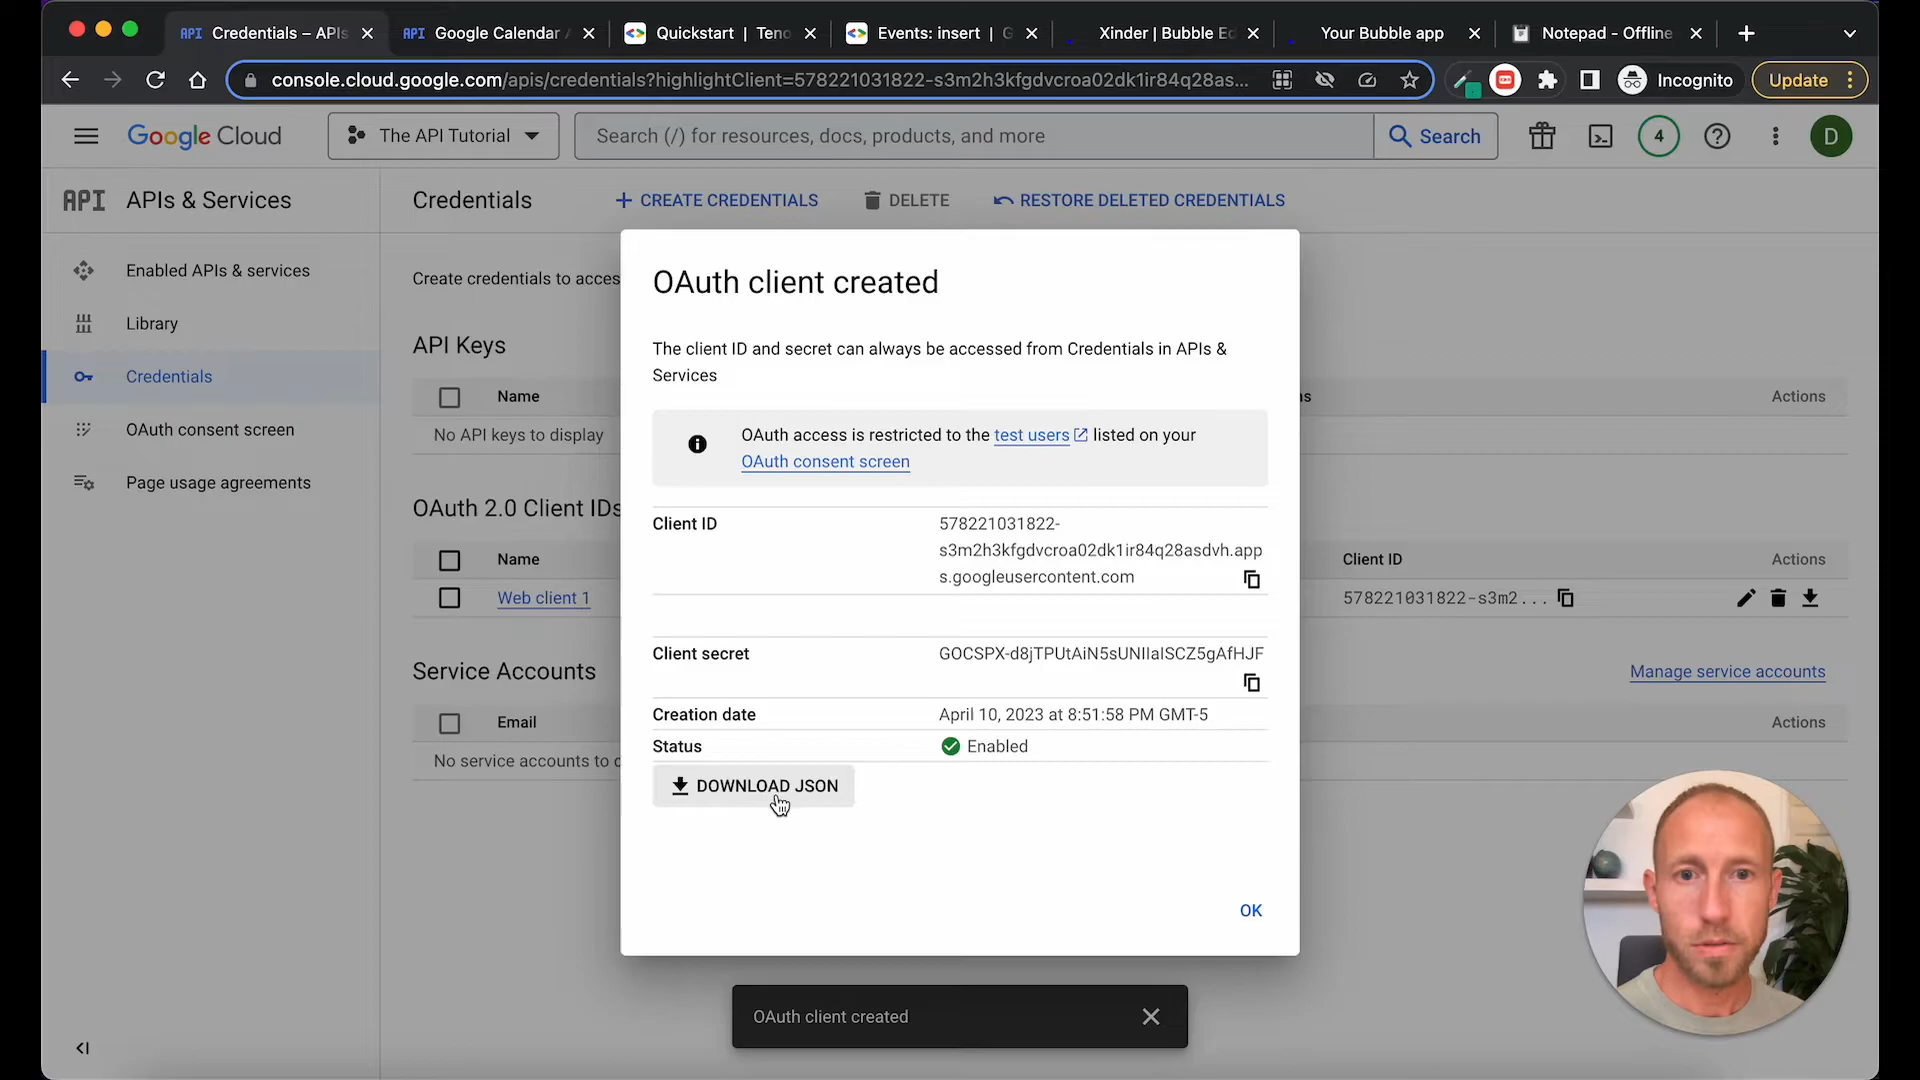 Credentials – APIs
Google Calendar A
Quickstart | Teno
Events: insert | G
Xinder | Bubble Ed
Your Bubble app
Notepad - Offline
console.cloud.google.com/apis/credentials?highlightClient=578221031822-s3m2h3kfgdvcroa02dk1ir84q28as...
Incognito
Update
Google Cloud
The API Tutorial
Search (/) for resources, docs, products, and more
Search
4
D
API APIs & Services
Credentials
CREATE CREDENTIALS
DELETE
RESTORE DELETED CREDENTIALS
Enabled APIs & services
Library
Credentials
OAuth consent screen
Page usage agreements
Create credentials to acces
API Keys
Name
Actions
No API keys to display
OAuth 2.0 Client IDs
Name
Client ID
Actions
Web client 1
578221031822-s3m2...
Service Accounts
Manage service accounts
Email
Actions
No service accounts to d
OAuth client created
The client ID and secret can always be accessed from Credentials in APIs &
Services
OAuth access is restricted to the test users listed on your
OAuth consent screen
Client ID
578221031822-
s3m2h3kfgdvcroa02dk1ir84q28asdvh.app
s.googleusercontent.com
Client secret
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
Creation date
April 10, 2023 at 8:51:58 PM GMT-5
Status
Enabled
DOWNLOAD JSON
OK
OAuth client created